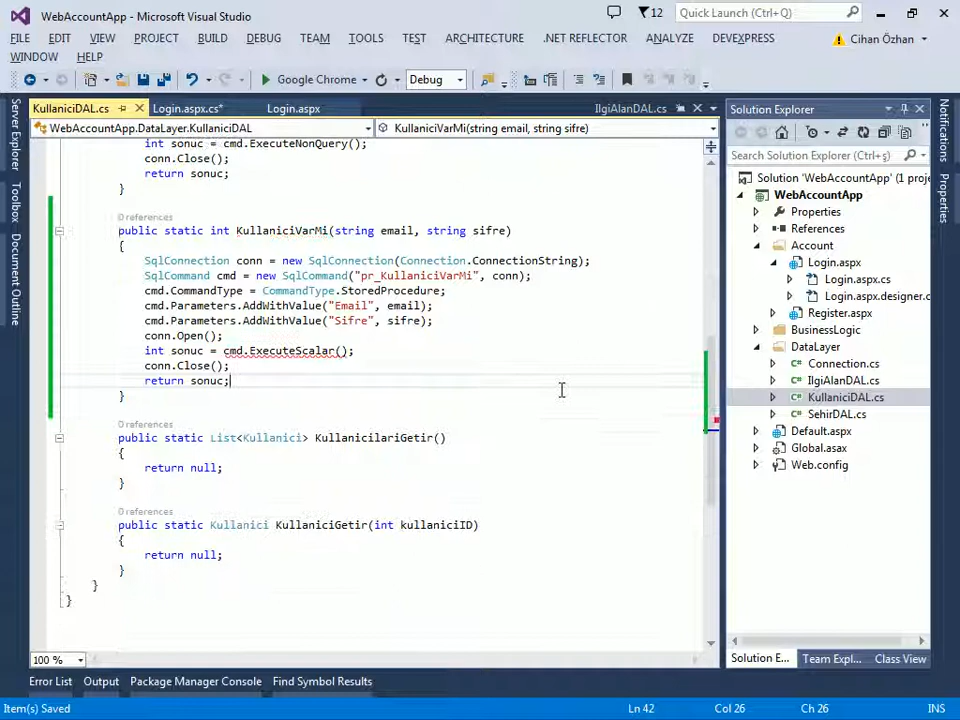 WebAccountApp - Microsoft Visual Studio
12
Quick Launch (Ctrl+Q)
FILE EDIT VIEW PROJECT BUILD DEBUG TEAM TOOLS TEST ARCHITECTURE .NET REFLECTOR ANALYZE DEVEXPRESS
Cihan Özhan
WINDOW HELP
Google Chrome
Debug
KullaniciDAL.cs
Login.aspx.cs*
Login.aspx
IlgiAlanDAL.cs
WebAccountApp.DataLayer.KullaniciDAL
KullaniciVarMi(string email, string sifre)
int sonuc = cmd.ExecuteNonQuery();
conn.Close();
return sonuc;
}
0 references
public static int KullaniciVarMi(string email, string sifre)
{
SqlConnection conn = new SqlConnection(Connection.ConnectionString);
SqlCommand cmd = new SqlCommand("pr_KullaniciVarMi", conn);
cmd.CommandType = CommandType.StoredProcedure;
cmd.Parameters.AddWithValue("Email", email);
cmd.Parameters.AddWithValue("Sifre", sifre);
conn.Open();
int sonuc = cmd.ExecuteScalar();
conn.Close();
return sonuc;
}
0 references
public static List<Kullanici> KullanicilariGetir()
{
return null;
}
0 references
public static Kullanici KullaniciGetir(int kullaniciID)
{
return null;
}
}
}
100 %
Server Explorer
Toolbox
Document Outline
Solution Explorer
Search Solution Explorer (Ctrl+ş)
Solution 'WebAccountApp' (1 proje
WebAccountApp
Properties
References
Account
Login.aspx
Login.aspx.cs
Login.aspx.designer.c
Register.aspx
BusinessLogic
DataLayer
Connection.cs
IlgiAlanDAL.cs
KullaniciDAL.cs
SehirDAL.cs
Default.aspx
Global.asax
Web.config
Solution E...
Team Expl...
Class View
Notifications
Properties
Error List
Output
Package Manager Console
Find Symbol Results
Item(s) Saved
Ln 42
Col 26
Ch 26
INS